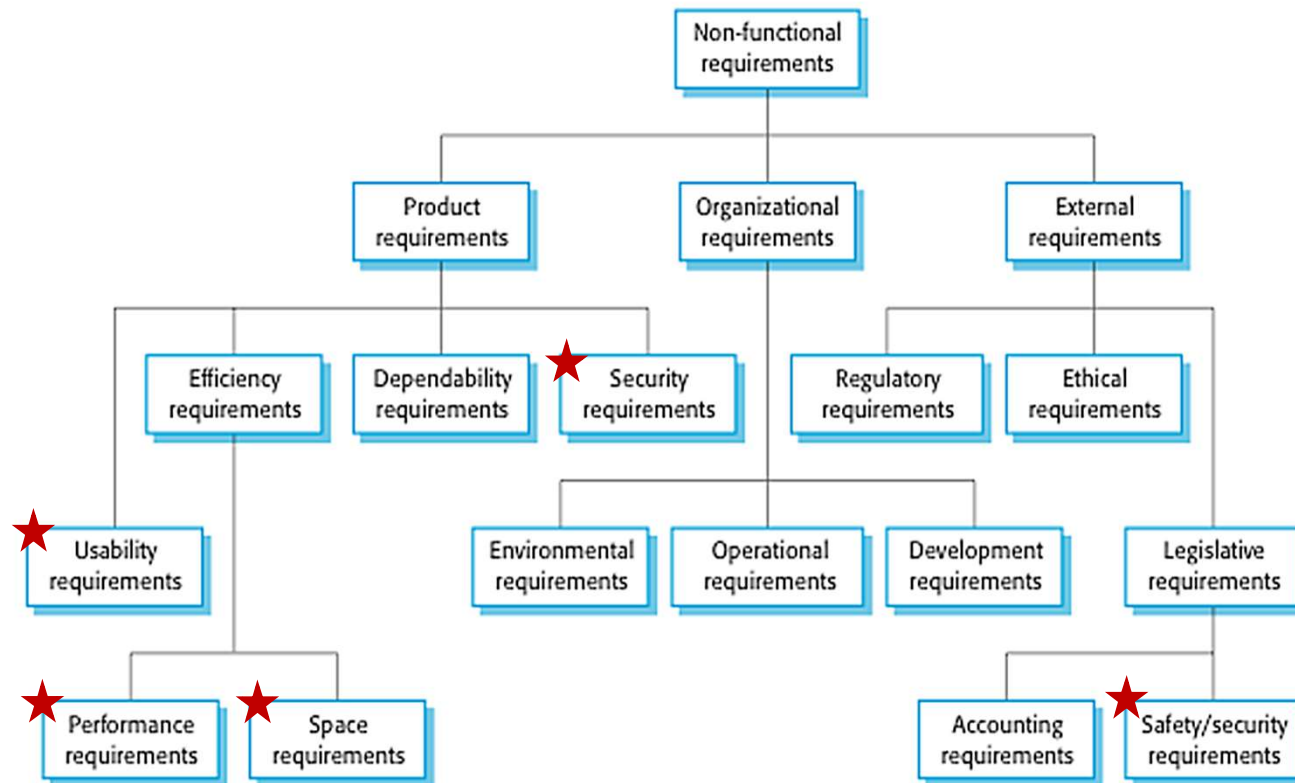 Non-functional
requirements
Product
requirements
Organizational
requirements
External
requirements
Efficiency
requirements
Dependability
requirements
Security
requirements
Regulatory
requirements
Ethical
requirements
Usability
requirements
Environmental
requirements
Operational
requirements
Development
requirements
Legislative
requirements
Performance
requirements
Space
requirements
Accounting
requirements
Safety/security
requirements